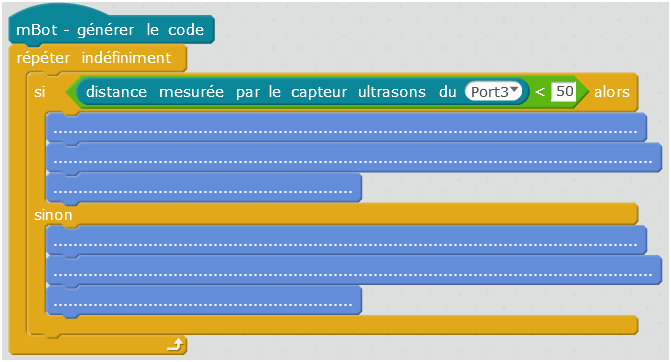 mBot - générer le code
répéter indéfiniment
si distance mesurée par le capteur ultrasons du Port3 < 50 alors
..........................................................................................
.............................................................................................
..............................................
sinon
..........................................................................................
.............................................................................................
..............................................